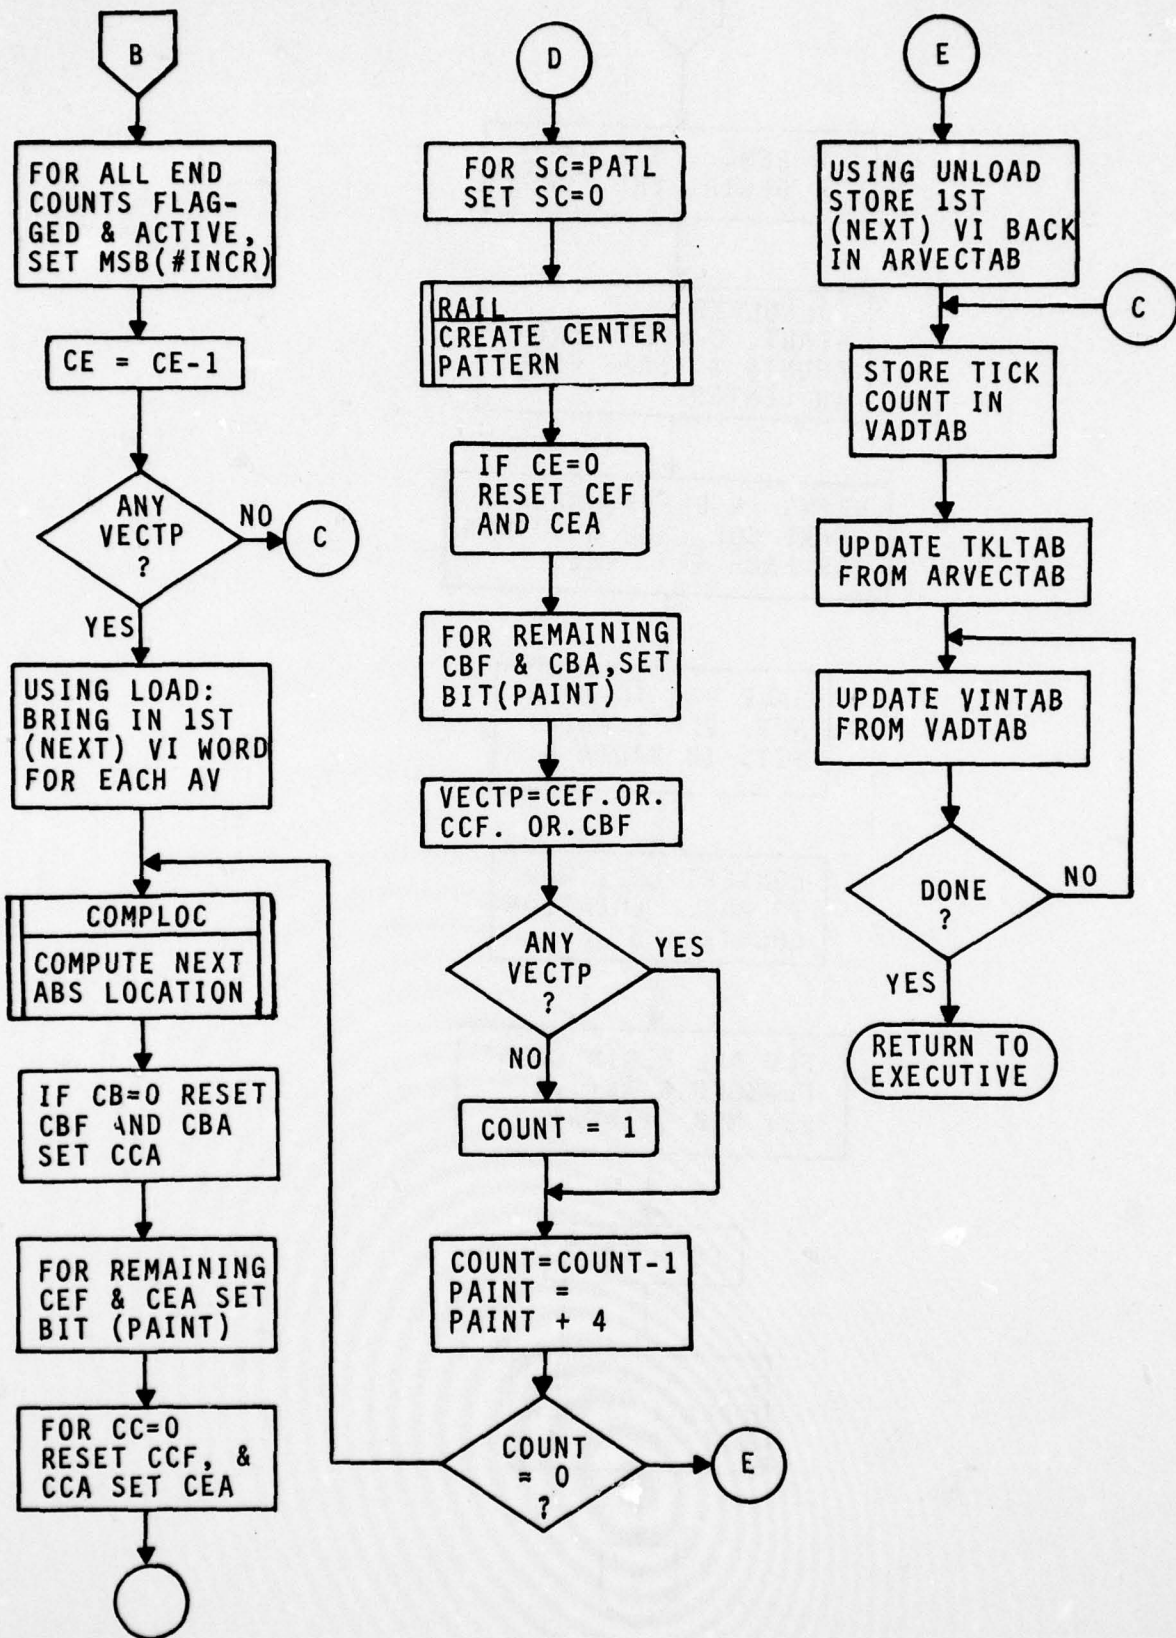 B
FOR ALL END
COUNTS FLAG-
GED & ACTIVE,
SET MSB(#INCR)
CE = CE-1
ANY
VECTP
?
NO
C
YES
USING LOAD:
BRING IN 1ST
(NEXT) VI WORD
FOR EACH AV
COMPLOC
COMPUTE NEXT
ABS LOCATION
IF CB=0 RESET
CBF AND CBA
SET CCA
FOR REMAINING
CEF & CEA SET
BIT (PAINT)
FOR CC=0
RESET CCF, &
CCA SET CEA
D
FOR SC=PATL
SET SC=0
RAIL
CREATE CENTER
PATTERN
IF CE=0
RESET CEF
AND CEA
FOR REMAINING
CBF & CBA,SET
BIT(PAINT)
VECTP=CEF.OR.
CCF. OR.CBF
ANY
VECTP
?
YES
NO
COUNT = 1
COUNT=COUNT-1
PAINT =
PAINT + 4
COUNT
= 0
?
E
E
USING UNLOAD
STORE 1ST
(NEXT) VI BACK
IN ARVECTAB
C
STORE TICK
COUNT IN
VADTAB
UPDATE TKLTAB
FROM ARVECTAB
UPDATE VINTAB
FROM VADTAB
DONE
?
NO
YES
RETURN TO
EXECUTIVE